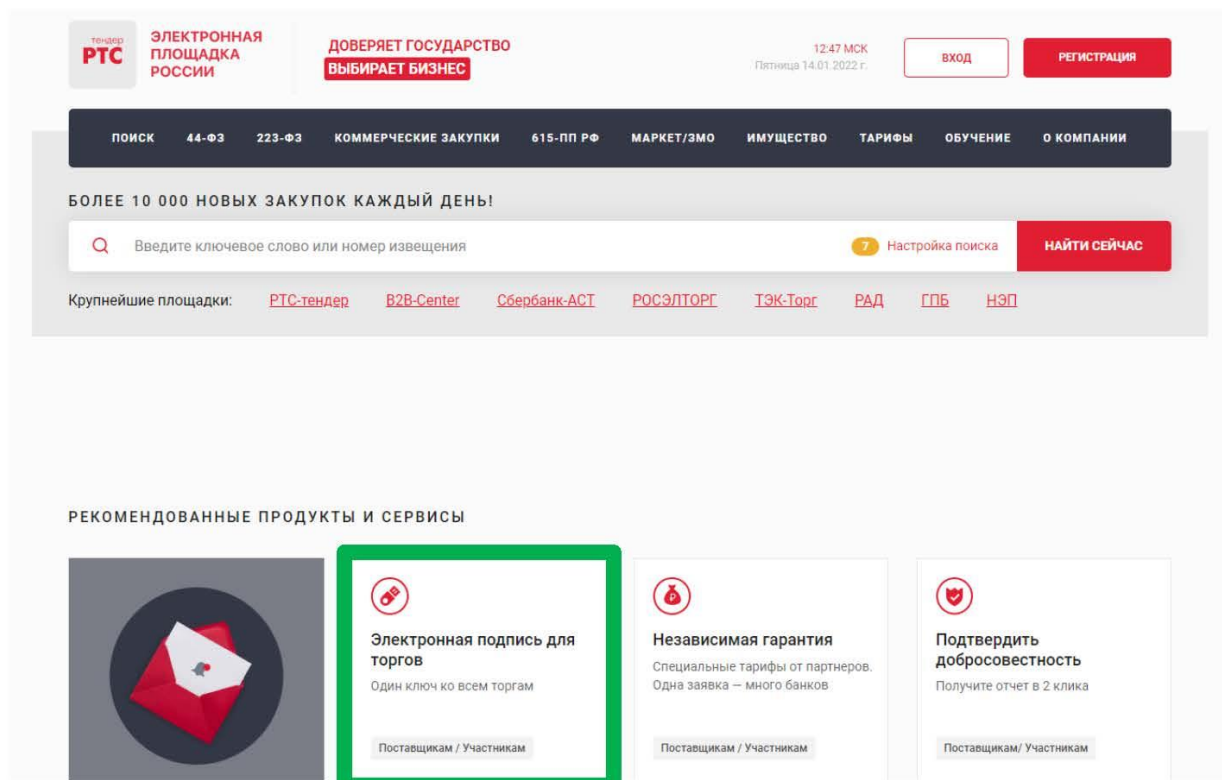 тендер
РТС
ЭЛЕКТРОННАЯ
ПЛОЩАДКА
РОССИИ
ДОВЕРЯЕТ ГОСУДАРСТВО
ВЫБИРАЕТ БИЗНЕС
12:47 МСК
Пятница 14.01.2022 г.
ВХОД
РЕГИСТРАЦИЯ
ПОИСК 44-ФЗ 223-ФЗ КОММЕРЧЕСКИЕ ЗАКУПКИ 615-ПП РФ МАРКЕТ/ЗМО ИМУЩЕСТВО ТАРИФЫ ОБУЧЕНИЕ О КОМПАНИИ
БОЛЕЕ 10 000 НОВЫХ ЗАКУПОК КАЖДЫЙ ДЕНЬ!
Введите ключевое слово или номер извещения 7 Настройка поиска НАЙТИ СЕЙЧАС
Крупнейшие площадки: РТС-тендер B2B-Center Сбербанк-АСТ РОСЭЛТОРГ ТЭК-Торг РАД ГПБ НЭП
РЕКОМЕНДОВАННЫЕ ПРОДУКТЫ И СЕРВИСЫ
Электронная подпись для
торгов
Один ключ ко всем торгам
Поставщикам / Участникам
Независимая гарантия
Специальные тарифы от партнеров.
Одна заявка — много банков
Поставщикам / Участникам
Подтвердить
добросовестность
Получите отчет в 2 клика
Поставщикам/ Участникам